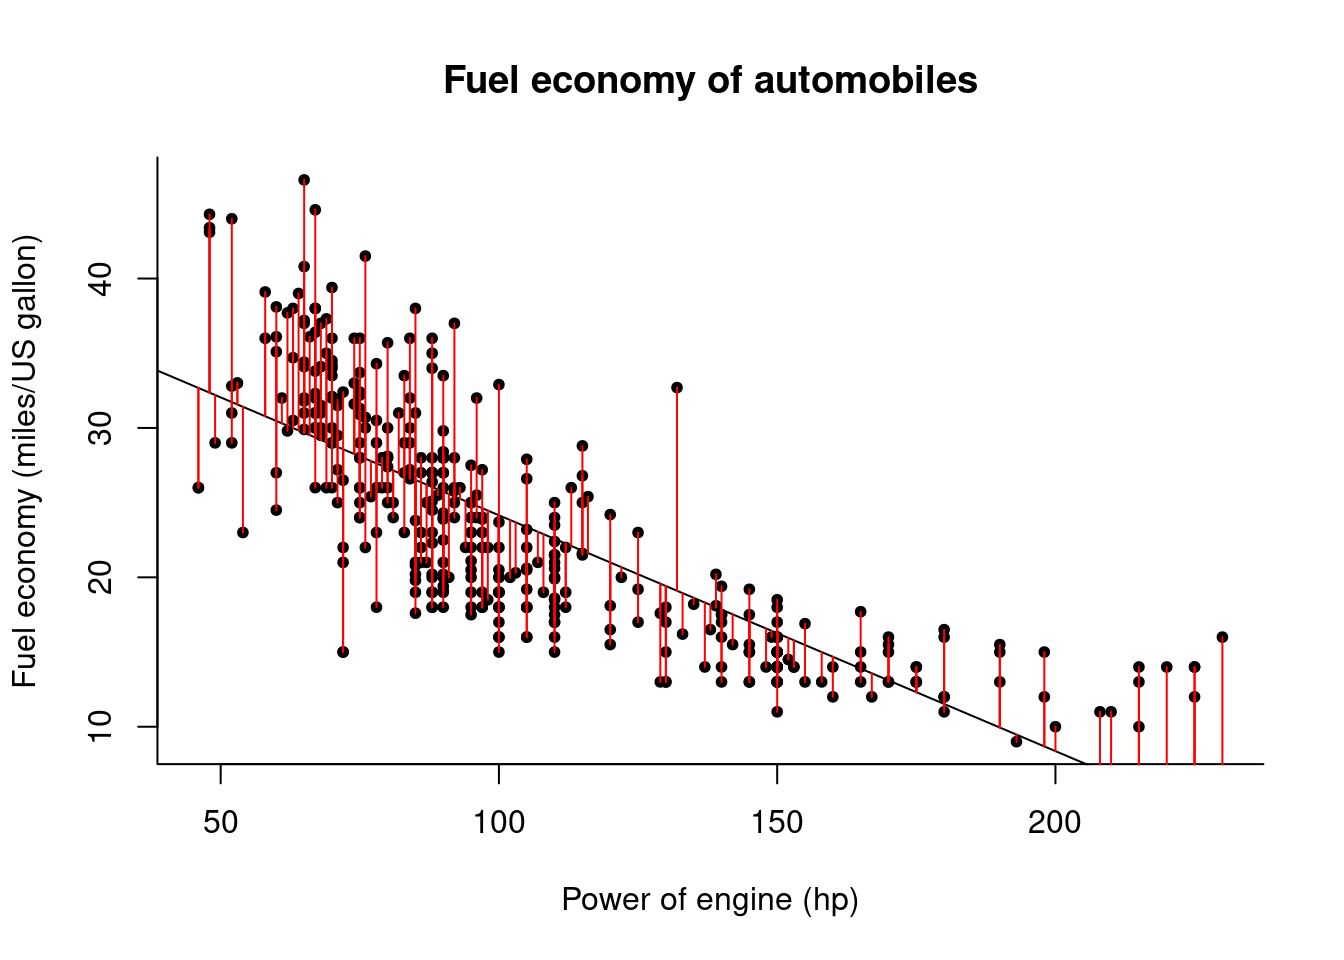 Fuel economy of automobiles
Fuel economy (miles/US gallon)
40
30
20
10
50 100 150 200
Power of engine (hp)